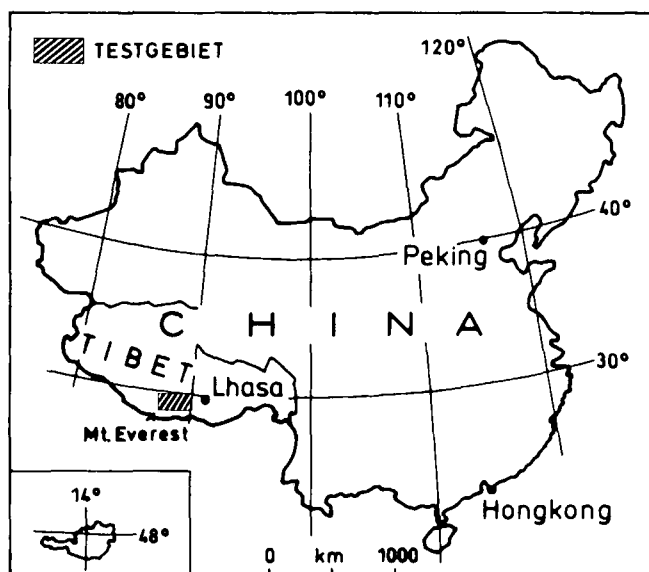 TESTGEBIET
120°
80° 90° 100° 110°
40°
Peking
C H I N A
TIBET
30°
Lhasa
Mt. Everest
14°
48°
Hongkong
0 km 1000